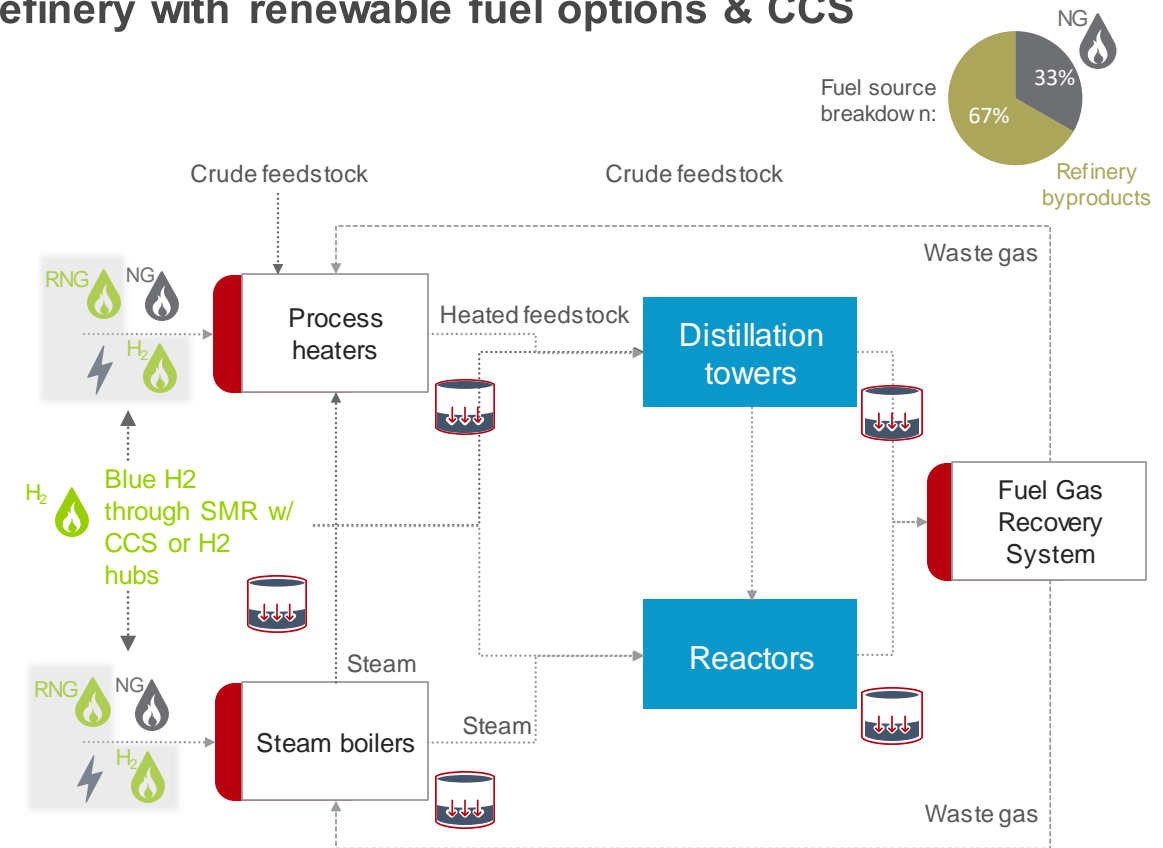 efinery with renewable fuel options & CCS
NG
Fuel source
breakdown:
33%
67%
Refinery
byproducts
Crude feedstock
Crude feedstock
Waste gas
RNG
NG
H2
Process
heaters
Heated feedstock
Distillation
towers
H2
Blue H2
through SMR w/
CCS or H2
hubs
Fuel Gas
Recovery
System
Steam
Reactors
RNG
NG
H2
Steam boilers
Steam
Waste gas